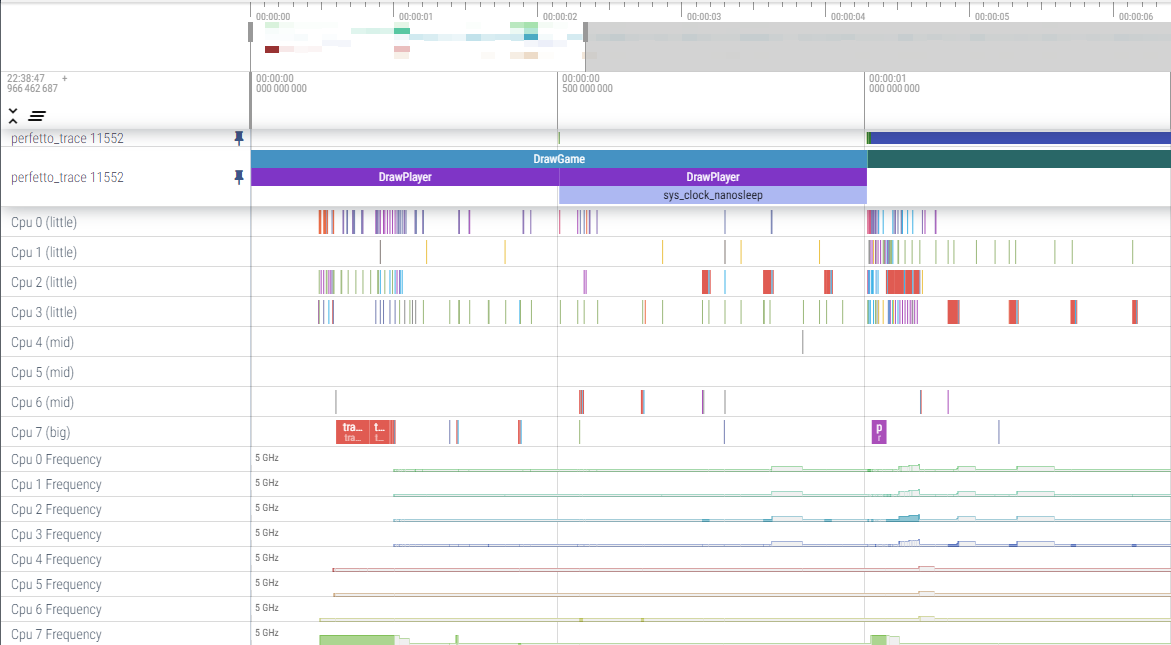 00:00:00 00:00:01 00:00:02 00:00:03 00:00:04 00:00:05 00:00:06
22:38:47 + 00:00:00 00:00:00 00:00:01
966 462 687 000 000 000 500 000 000 000 000 000
perfetto_trace 11552
DrawGame
perfetto_trace 11552 DrawPlayer DrawPlayer
sys_clock_nanosleep
Cpu 0 (little)
Cpu 1 (little)
Cpu 2 (little)
Cpu 3 (little)
Cpu 4 (mid)
Cpu 5 (mid)
Cpu 6 (mid)
Cpu 7 (big) tra... t... p
tra... t... r
Cpu 0 Frequency 5 GHz
Cpu 1 Frequency 5 GHz
Cpu 2 Frequency 5 GHz
Cpu 3 Frequency 5 GHz
Cpu 4 Frequency 5 GHz
Cpu 5 Frequency 5 GHz
Cpu 6 Frequency 5 GHz
Cpu 7 Frequency 5 GHz